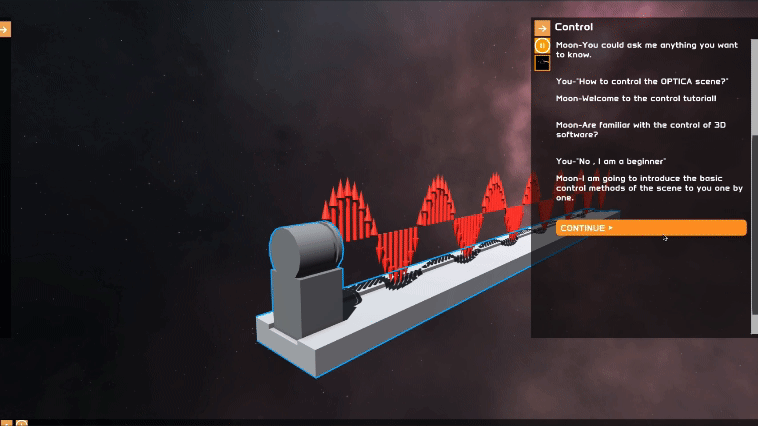 Control
Moon-You could ask me anything you want
to know.
You-"How to control the OPTICA scene?"
Moon-Welcome to the control tutorial!
Moon-Are familiar with the control of 3D
software?
You-"No , I am a beginner"
Moon-I am going to introduce the basic
control methods of the scene to you one by
one.
CONTINUE ▸